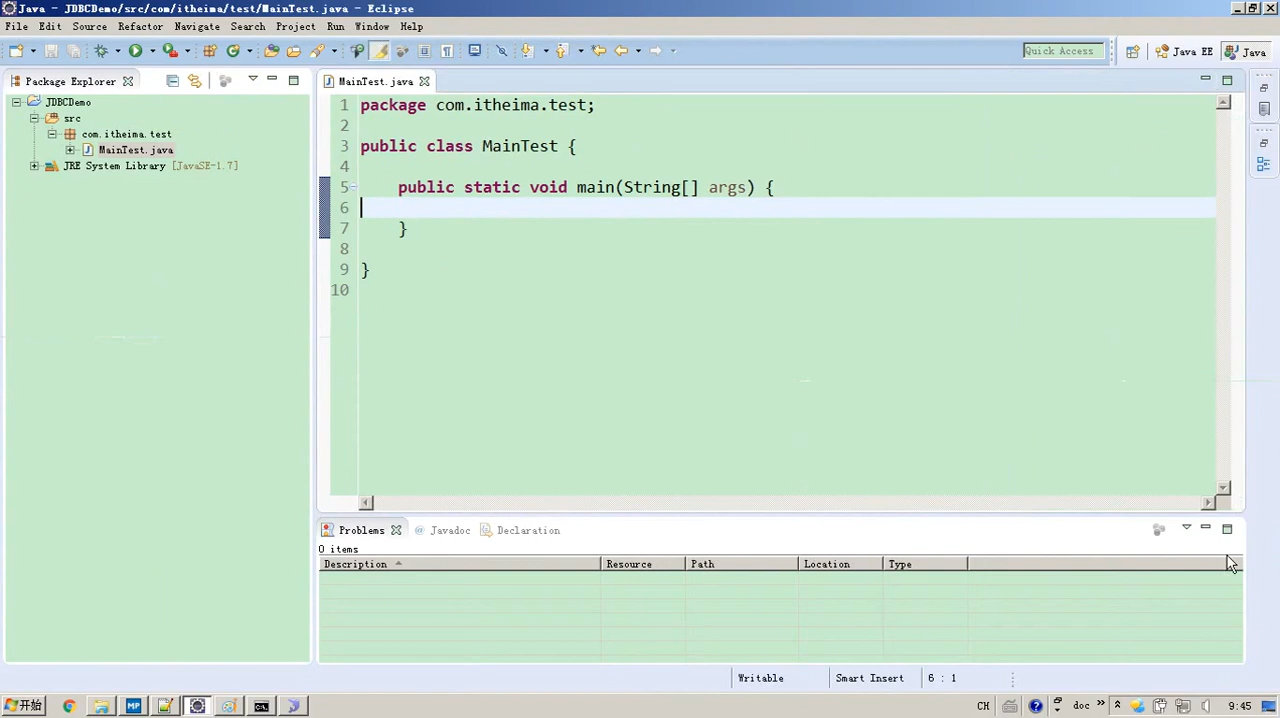 Java - JDBCDemo/src/com/itheima/test/MainTest.java - Eclipse
File Edit Source Refactor Navigate Search Project Run Window Help
Quick Access Java EE Java
Package Explorer
JDBCDemo
src
com.itheima.test
MainTest.java
JRE System Library [JavaSE-1.7]
MainTest.java
1 package com.itheima.test;
2
3 public class MainTest {
4
5 public static void main(String[] args) {
6
7 }
8
9 }
10
Problems Javadoc Declaration
0 items
Description Resource Path Location Type
Writable Smart Insert 6 : 1
开始 MP CH doc 9:45